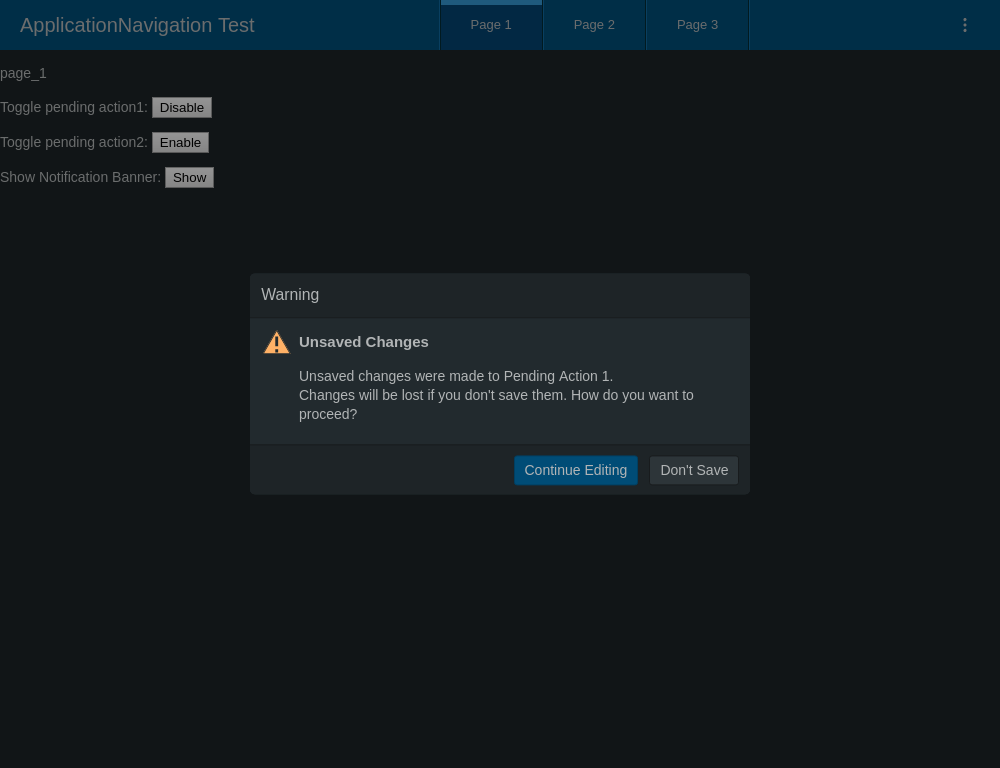 ApplicationNavigation Test
Page 1
Page 2
Page 3
page_1
Toggle pending action1: Disable
Toggle pending action2: Enable
Show Notification Banner: Show
Warning
Unsaved Changes
Unsaved changes were made to Pending Action 1.
Changes will be lost if you don't save them. How do you want to
proceed?
Continue Editing
Don't Save